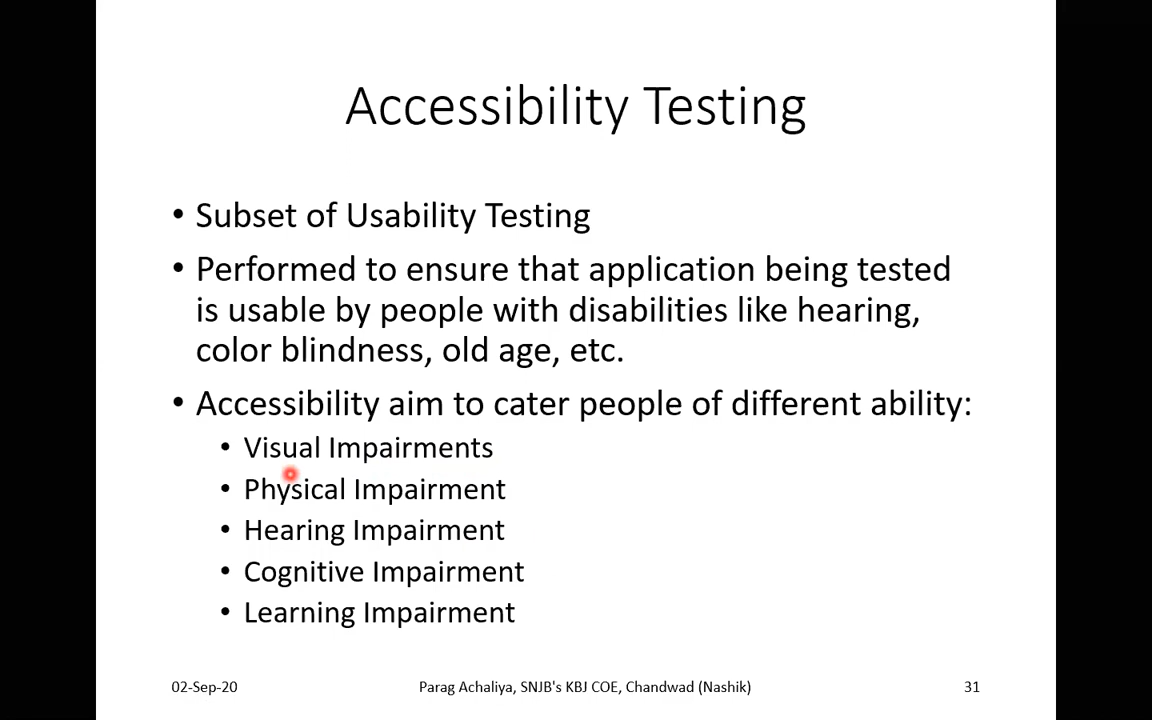 Accessibility Testing
• Subset of Usability Testing
• Performed to ensure that application being tested
is usable by people with disabilities like hearing,
color blindness, old age, etc.
• Accessibility aim to cater people of different ability:
• Visual Impairments
• Physical Impairment
• Hearing Impairment
• Cognitive Impairment
• Learning Impairment
02-Sep-20 Parag Achaliya, SNJB's KBJ COE, Chandwad (Nashik) 31